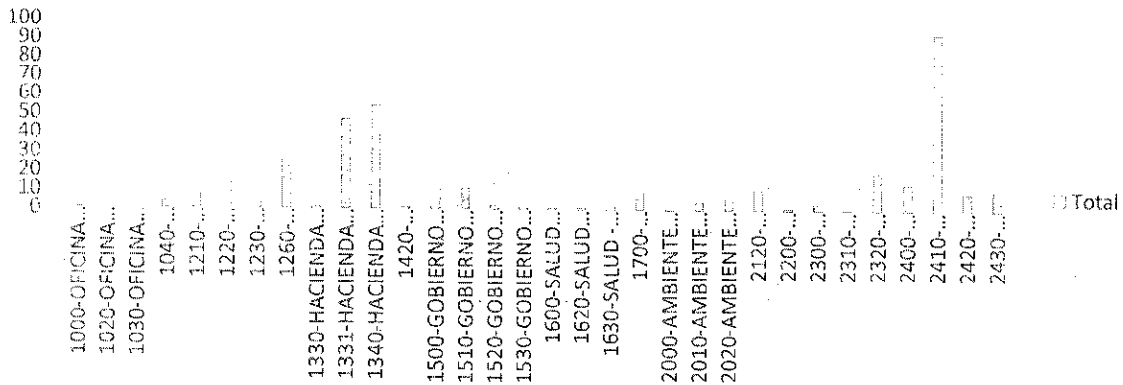 100
90
80
70
60
50
40
30
20
10
0
1000-OFICINA...
1020-OFICINA...
1030-OFICINA...
1040-...
1210-...
1220-...
1230-...
1260-...
1330-HACIENDA...
1331-HACIENDA...
1340-HACIENDA...
1420-...
1500-GOBIERNO...
1510-GOBIERNO...
1520-GOBIERNO...
1530-GOBIERNO...
1600-SALUD...
1620-SALUD...
1630-SALUD -...
1700-...
2000-AMBIENTE...
2010-AMBIENTE...
2020-AMBIENTE...
2120-...
2200-...
2300-...
2310-...
2320-...
2400-...
2410-...
2420-...
2430-...
Total